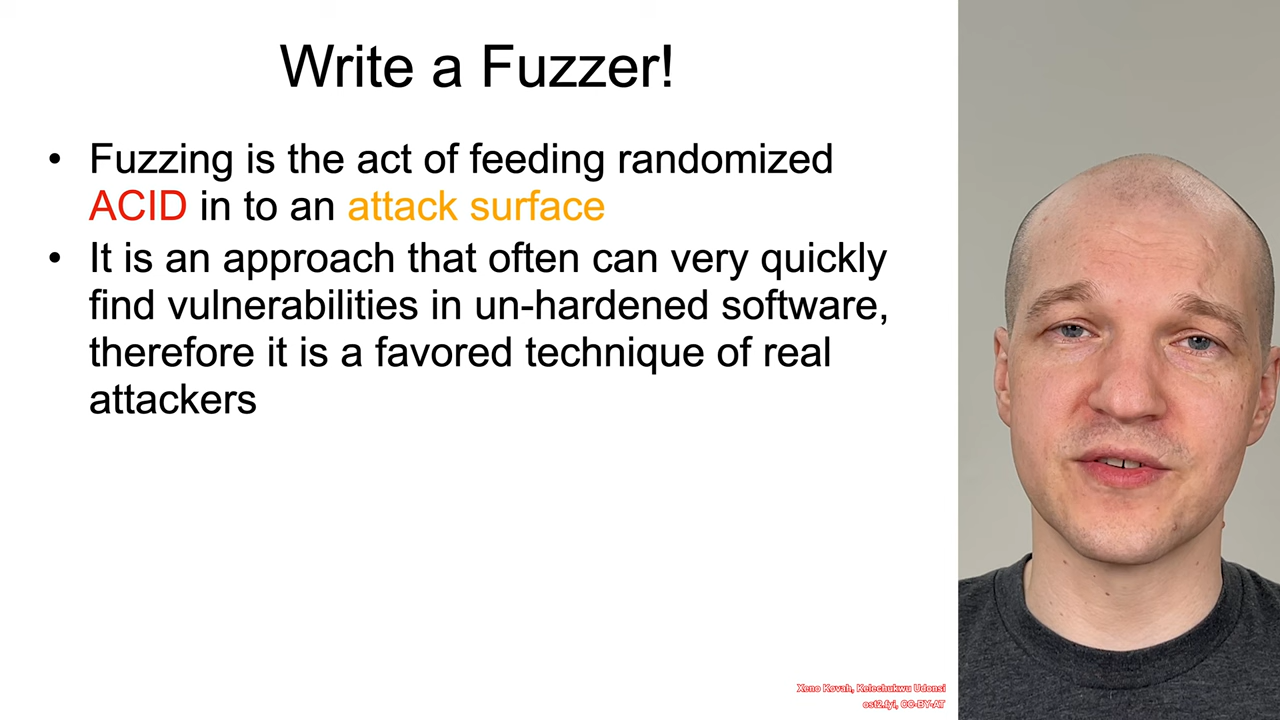 Write a Fuzzer!
• Fuzzing is the act of feeding randomized
ACID in to an attack surface
• It is an approach that often can very quickly
find vulnerabilities in un-hardened software,
therefore it is a favored technique of real
attackers
Xeno Kovah, Kelechukwu Udonsi
ost2.fyi, CC-BY-AT